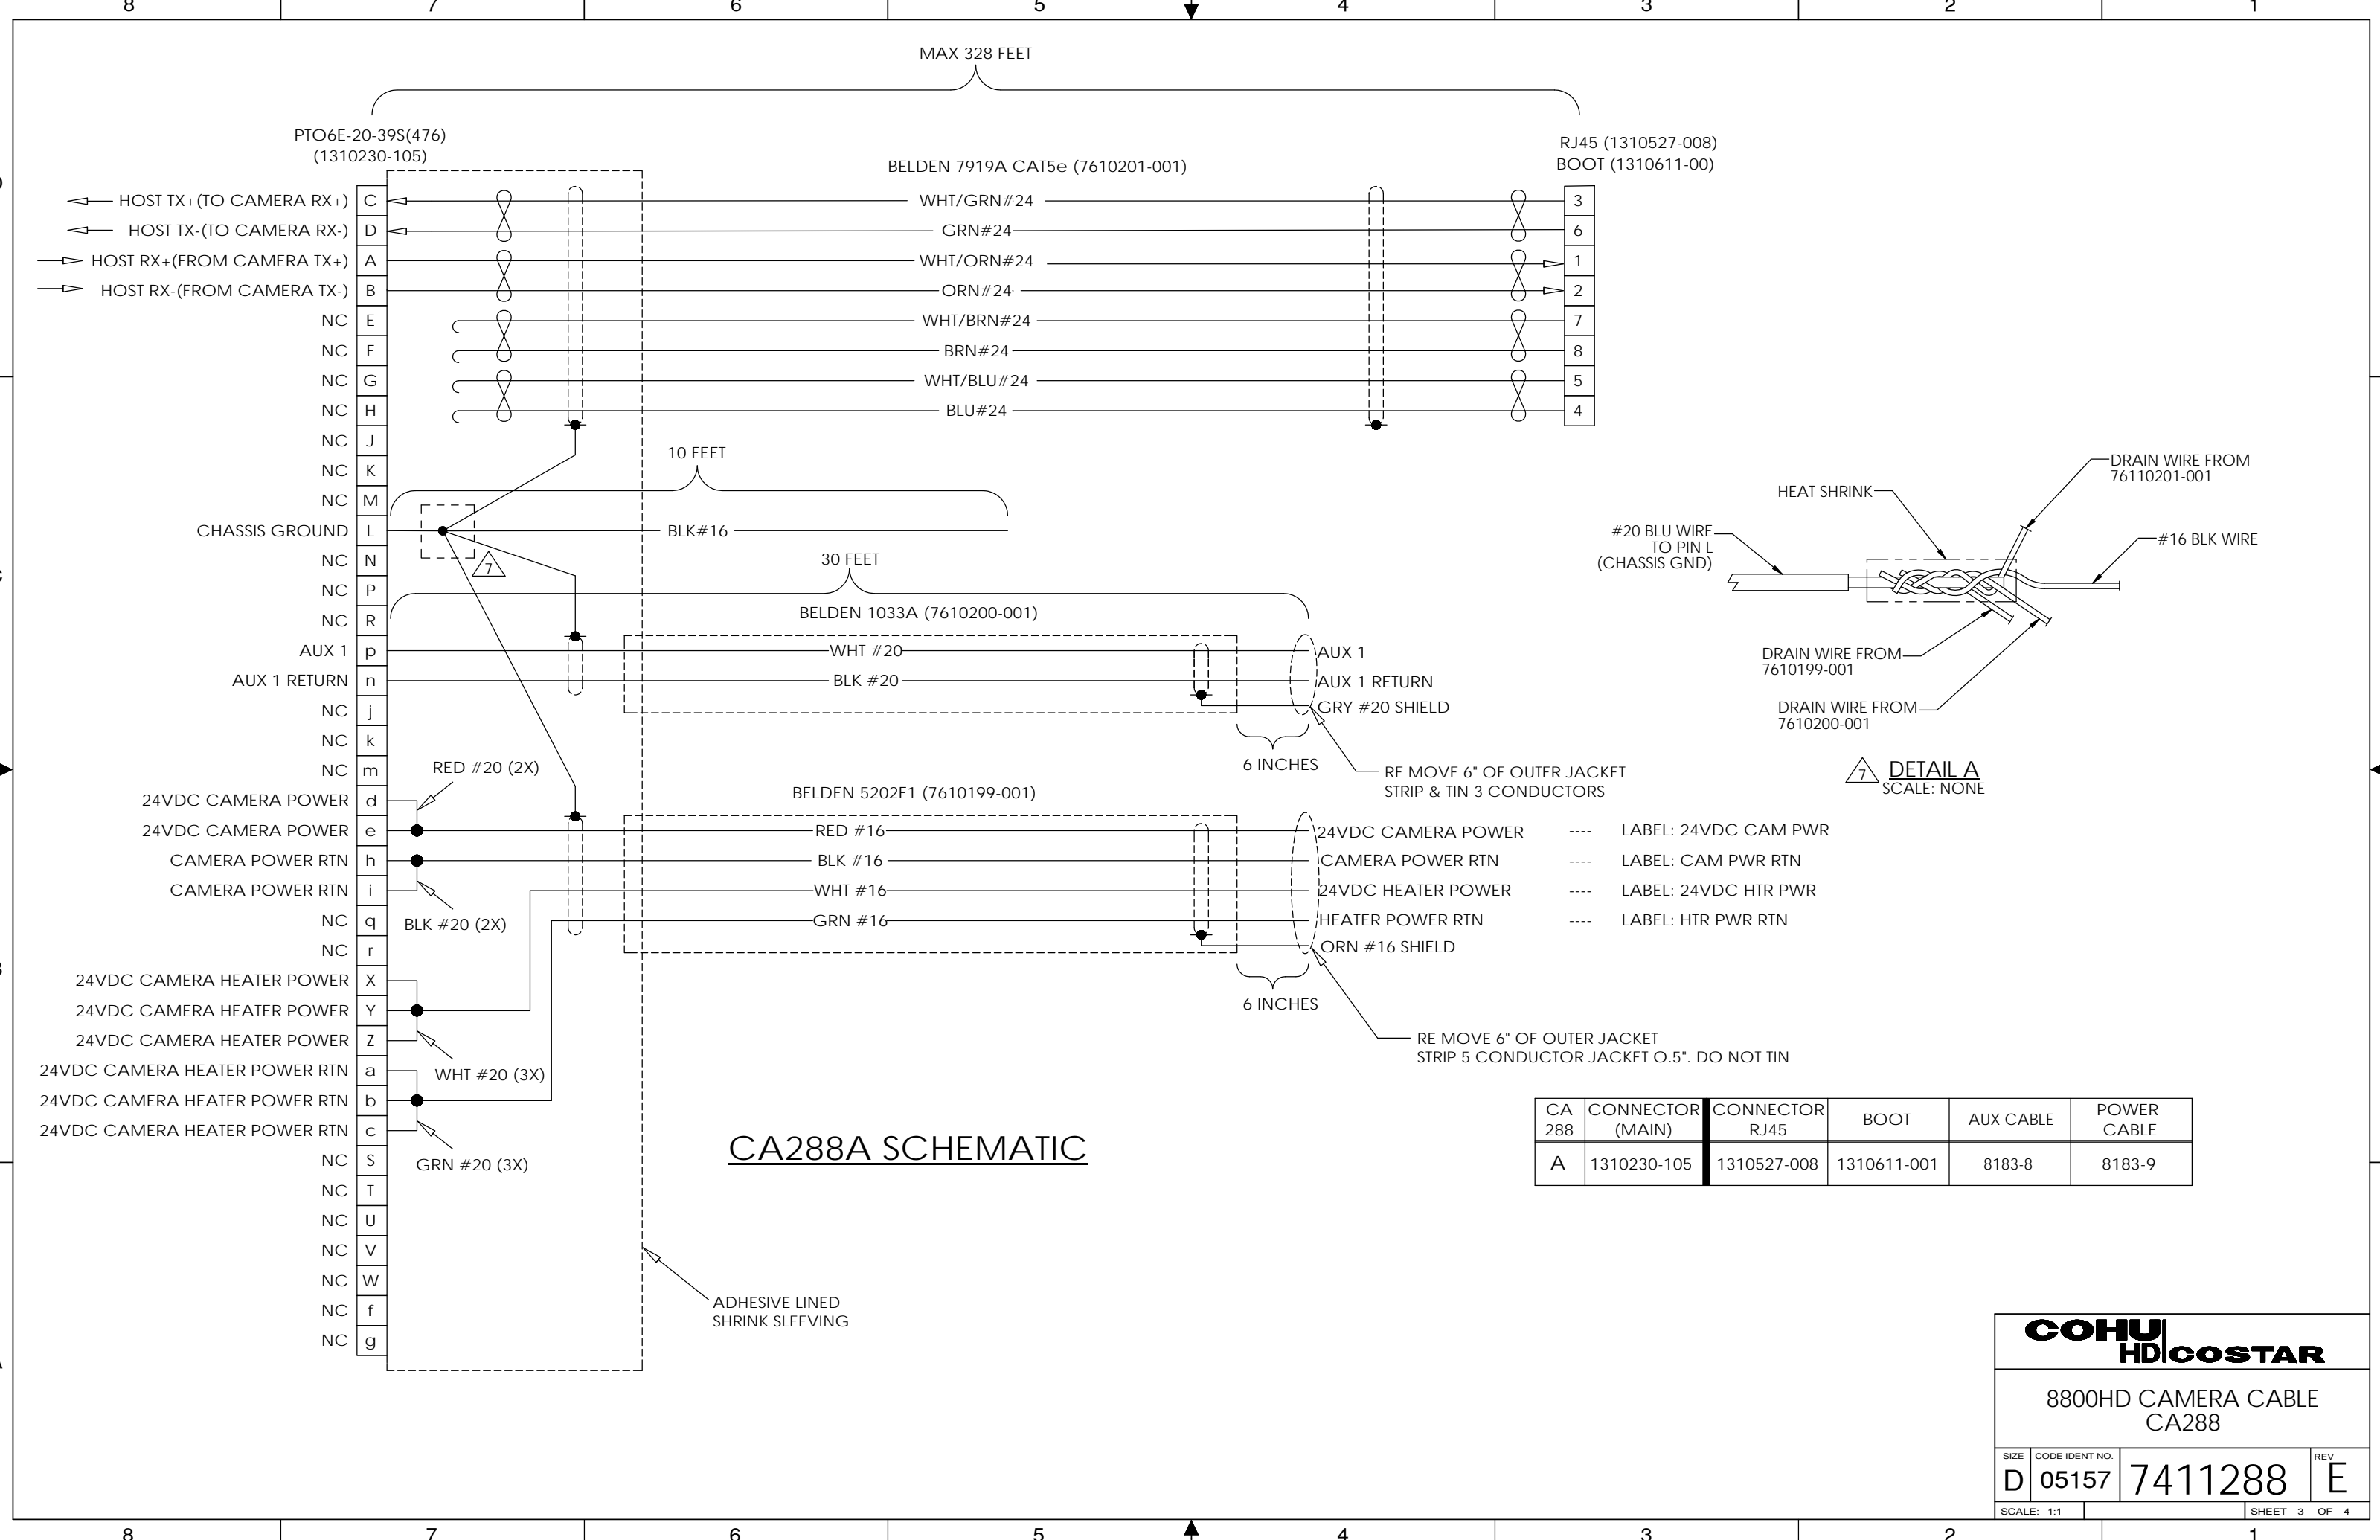 8 7 6 5 4 3 2 1
MAX 328 FEET
PTO6E-20-39S(476)
(1310230-105)
RJ45 (1310527-008)
BOOT (1310611-00)
BELDEN 7919A CAT5e (7610201-001)
HOST TX+(TO CAMERA RX+) C WHT/GRN#24 3
HOST TX-(TO CAMERA RX-) D GRN#24 6
HOST RX+(FROM CAMERA TX+) A WHT/ORN#24 1
HOST RX-(FROM CAMERA TX-) B ORN#24 2
NC E WHT/BRN#24 7
NC F BRN#24 8
NC G WHT/BLU#24 5
NC H BLU#24 4
NC J
10 FEET
NC K
NC M
CHASSIS GROUND L BLK#16
NC N
7
30 FEET
NC P
NC R
BELDEN 1033A (7610200-001)
AUX 1 p WHT #20 AUX 1
AUX 1 RETURN n BLK #20 AUX 1 RETURN
NC j GRY #20 SHIELD
NC k
6 INCHES
RE MOVE 6" OF OUTER JACKET
STRIP & TIN 3 CONDUCTORS
NC m
RED #20 (2X)
BELDEN 5202F1 (7610199-001)
24VDC CAMERA POWER d
24VDC CAMERA POWER e RED #16 24VDC CAMERA POWER ---- LABEL: 24VDC CAM PWR
CAMERA POWER RTN h BLK #16 CAMERA POWER RTN ---- LABEL: CAM PWR RTN
CAMERA POWER RTN i WHT #16 24VDC HEATER POWER ---- LABEL: 24VDC HTR PWR
NC q BLK #20 (2X) GRN #16 HEATER POWER RTN ---- LABEL: HTR PWR RTN
NC r ORN #16 SHIELD
24VDC CAMERA HEATER POWER X
6 INCHES
24VDC CAMERA HEATER POWER Y
24VDC CAMERA HEATER POWER Z
RE MOVE 6" OF OUTER JACKET
STRIP 5 CONDUCTOR JACKET O.5". DO NOT TIN
24VDC CAMERA HEATER POWER RTN a WHT #20 (3X)
24VDC CAMERA HEATER POWER RTN b
24VDC CAMERA HEATER POWER RTN c
NC S GRN #20 (3X)
NC T
NC U
NC V
NC W
NC f
NC g
ADHESIVE LINED
SHRINK SLEEVING
CA288A SCHEMATIC
DRAIN WIRE FROM
76110201-001
HEAT SHRINK
#20 BLU WIRE
TO PIN L
(CHASSIS GND)
#16 BLK WIRE
DRAIN WIRE FROM
7610199-001
DRAIN WIRE FROM
7610200-001
7 DETAIL A
SCALE: NONE
CA 288 CONNECTOR (MAIN) CONNECTOR RJ45 BOOT AUX CABLE POWER CABLE
A 1310230-105 1310527-008 1310611-001 8183-8 8183-9
COHU
HD COSTAR
8800HD CAMERA CABLE
CA288
SIZE CODE IDENT NO. REV
D 05157 7411288 E
SCALE: 1:1 SHEET 3 OF 4
8 7 6 5 4 3 2 1